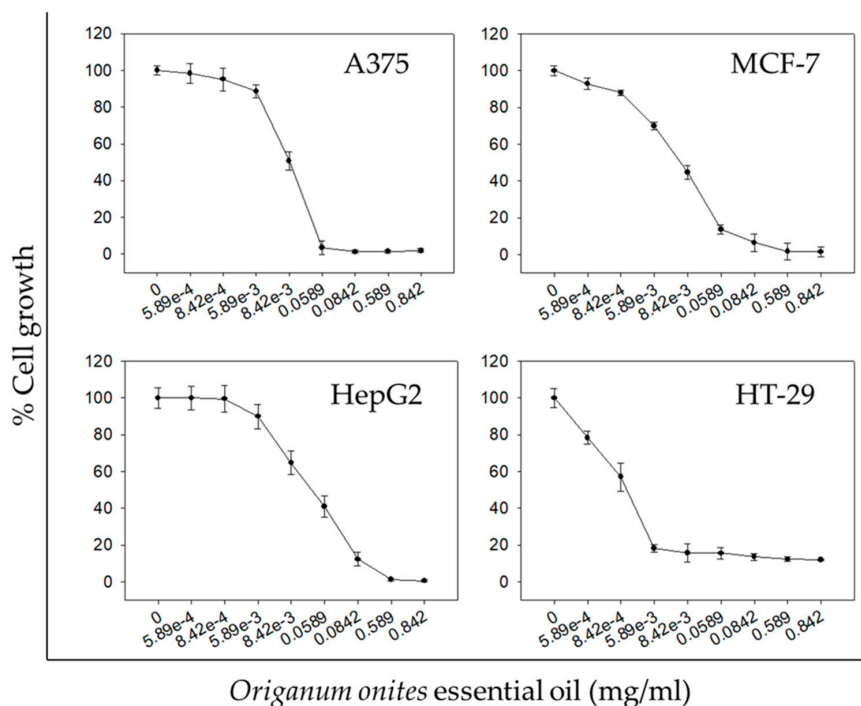 120
100
80
60
40
20
0
A375
0
5.89e-4
8.42e-4
5.89e-3
8.42e-3
0.0589
0.0842
0.589
0.842
120
100
80
60
40
20
0
MCF-7
0
5.89e-4
8.42e-4
5.89e-3
8.42e-3
0.0589
0.0842
0.589
0.842
% Cell growth
120
100
80
60
40
20
0
HepG2
0
5.89e-4
8.42e-4
5.89e-3
8.42e-3
0.0589
0.0842
0.589
0.842
120
100
80
60
40
20
0
HT-29
0
5.89e-4
8.42e-4
5.89e-3
8.42e-3
0.0589
0.0842
0.589
0.842
Origanum onites essential oil (mg/ml)